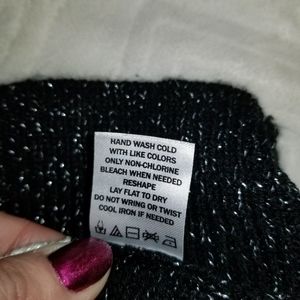 HAND WASH COLD
WITH LIKE COLORS
ONLY NON-CHLORINE
BLEACH WHEN NEEDED
RESHAPE
LAY FLAT TO DRY
DO NOT WRING OR TWIST
COOL IRON IF NEEDED